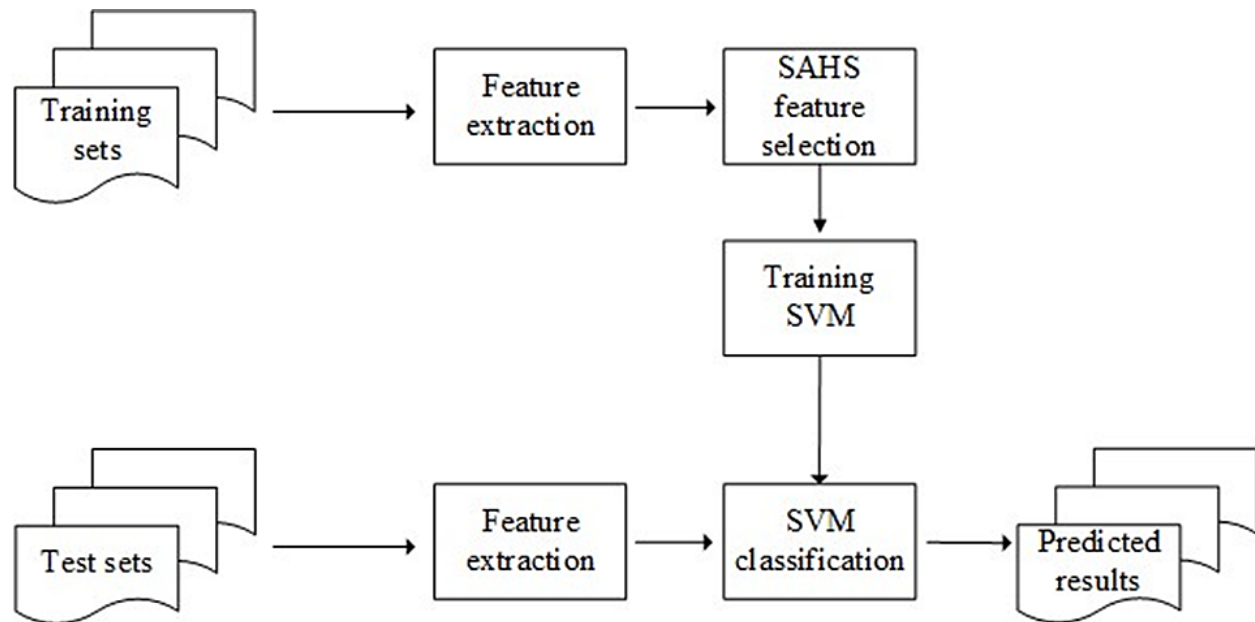 Training
sets
Feature
extraction
SAHS
feature
selection
Training
SVM
Test sets
Feature
extraction
SVM
classification
Predicted
results